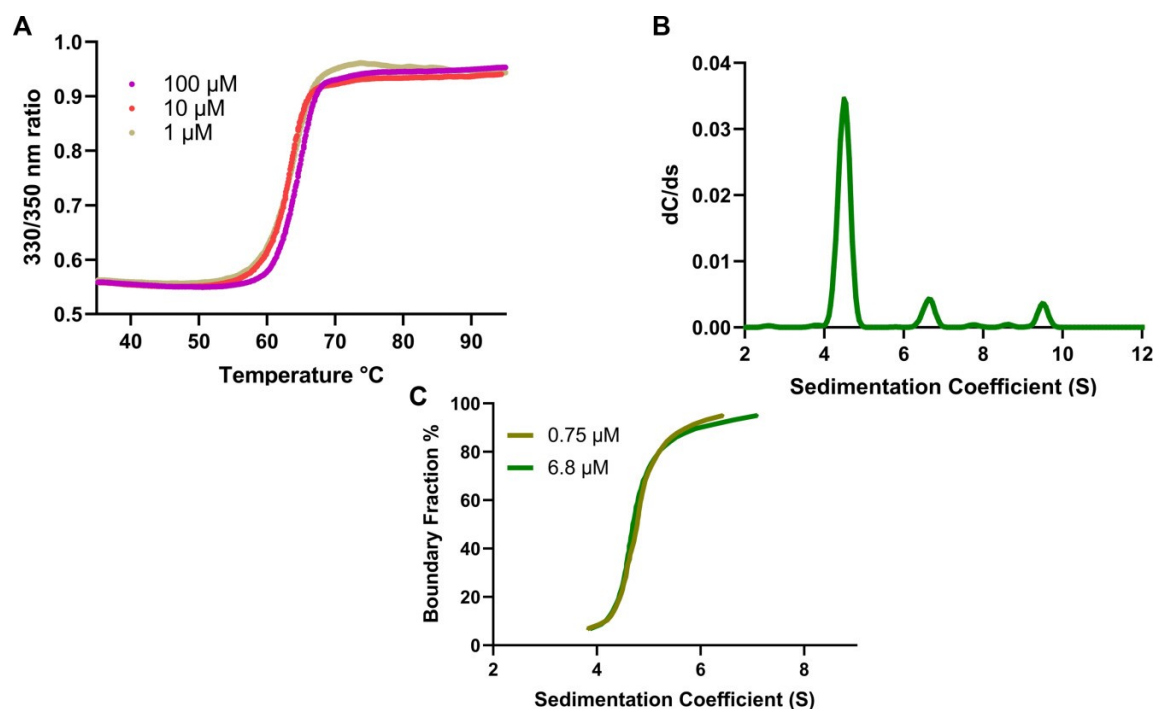 A
1.0
0.9
0.8
0.7
0.6
0.5
330/350 nm ratio
100 µM
10 µM
1 µM
40 50 60 70 80 90
Temperature °C
B
0.04
0.03
0.02
0.01
0.00
dC/ds
2 4 6 8 10 12
Sedimentation Coefficient (S)
C
100
80
60
40
20
0
Boundary Fraction %
0.75 µM
6.8 µM
2 4 6 8
Sedimentation Coefficient (S)